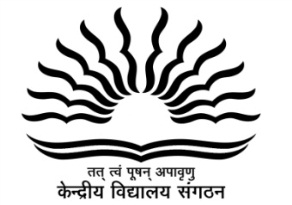 तत् त्वं पूषन् अपावृणु
केन्द्रीय विद्यालय संगठन